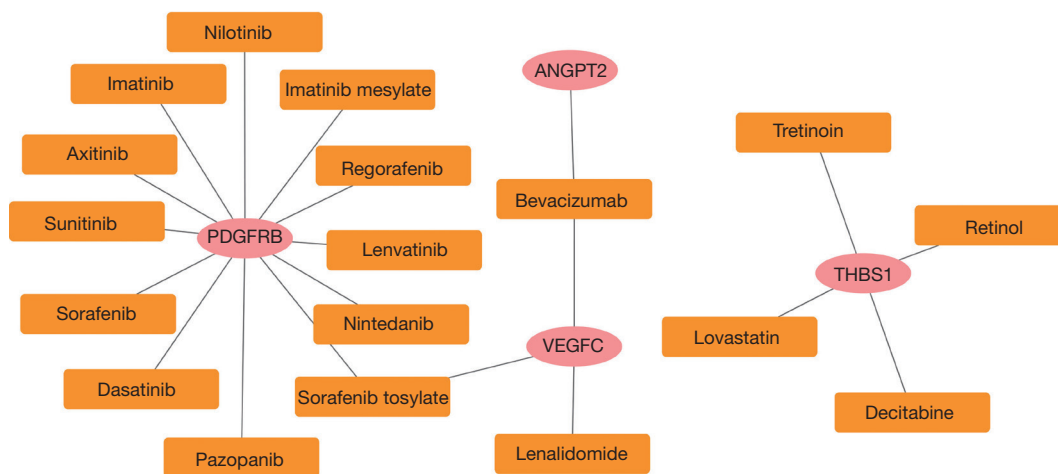 Nilotinib
Imatinib
Imatinib mesylate
Axitinib
Regorafenib
Sunitinib
PDGFRB
Lenvatinib
Sorafenib
Nintedanib
Dasatinib
Sorafenib tosylate
Pazopanib
ANGPT2
Bevacizumab
VEGFC
Lenalidomide
Tretinoin
Retinol
THBS1
Lovastatin
Decitabine